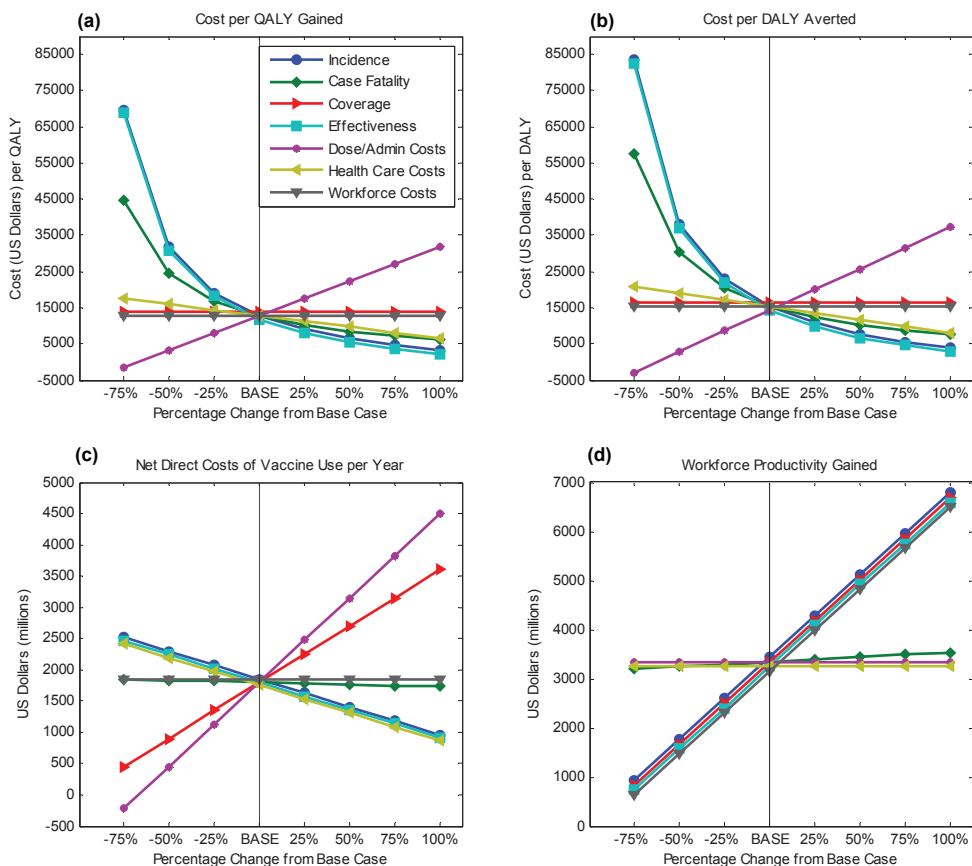 (a)
Cost per QALY Gained
Cost (US Dollars) per QALY
85000
75000
65000
55000
45000
35000
25000
15000
5000
-5000
Incidence
Case Fatality
Coverage
Effectiveness
Dose/Admin Costs
Health Care Costs
Workforce Costs
-75% -50% -25% BASE 25% 50% 75% 100%
Percentage Change from Base Case
(b)
Cost per DALY Averted
Cost (US Dollars) per DALY
85000
75000
65000
55000
45000
35000
25000
15000
5000
-5000
-75% -50% -25% BASE 25% 50% 75% 100%
Percentage Change from Base Case
(c)
Net Direct Costs of Vaccine Use per Year
US Dollars (millions)
5000
4500
4000
3500
3000
2500
2000
1500
1000
500
0
-500
-75% -50% -25% BASE 25% 50% 75% 100%
Percentage Change from Base Case
(d)
Workforce Productivity Gained
US Dollars (millions)
7000
6000
5000
4000
3000
2000
1000
0
-75% -50% -25% BASE 25% 50% 75% 100%
Percentage Change from Base Case